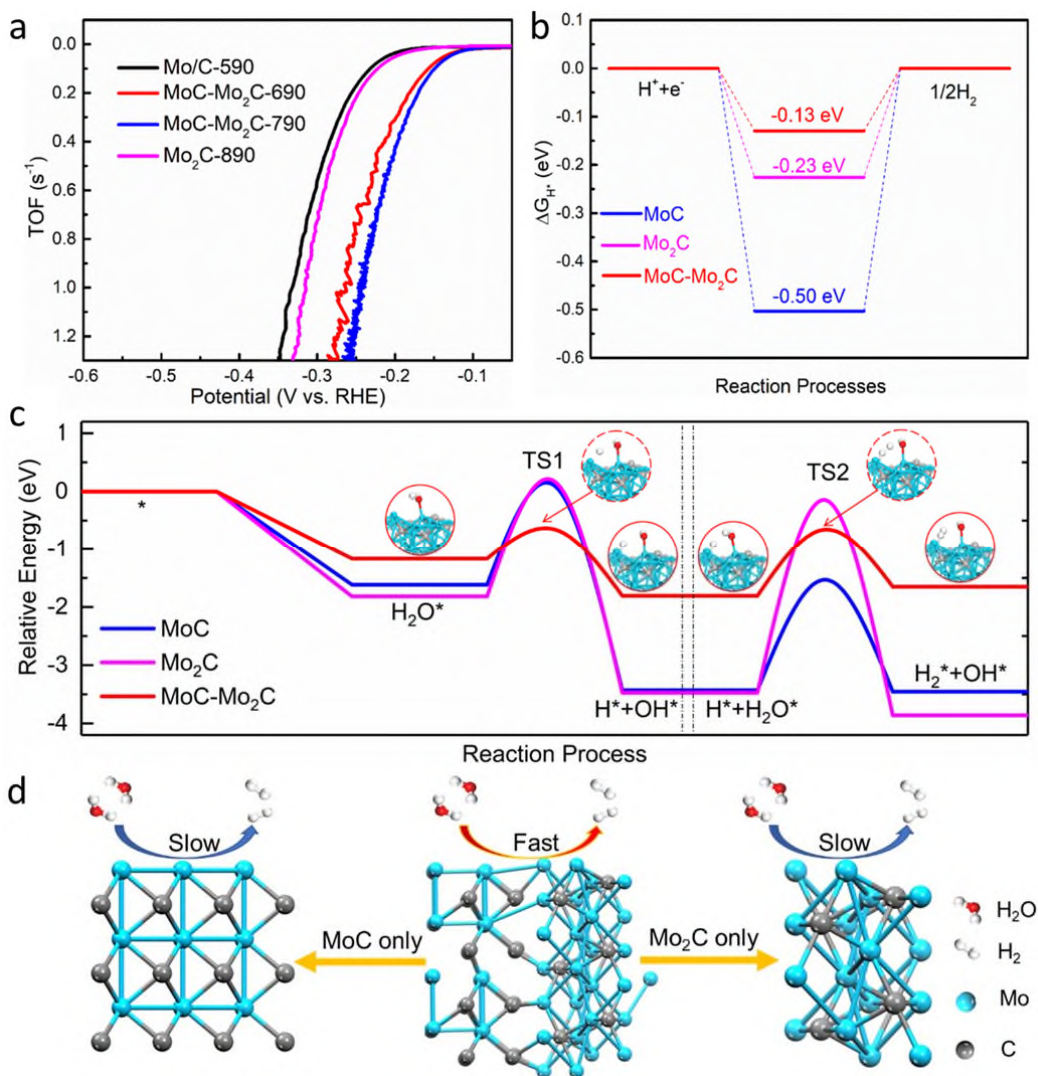 a
0.0
0.2
0.4
0.6
0.8
1.0
1.2
TOF (s⁻¹)
Mo/C-590
MoC-Mo₂C-690
MoC-Mo₂C-790
Mo₂C-890
-0.6
-0.5
-0.4
-0.3
-0.2
-0.1
Potential (V vs. RHE)
b
0.1
0.0
-0.1
-0.2
-0.3
-0.4
-0.5
-0.6
ΔG_H* (eV)
H⁺+e⁻
1/2H₂
-0.13 eV
-0.23 eV
-0.50 eV
MoC
Mo₂C
MoC-Mo₂C
Reaction Processes
c
1
0
-1
-2
-3
-4
Relative Energy (eV)
*
TS1
TS2
H₂O*
H*+OH*
H*+H₂O*
H₂*+OH*
MoC
Mo₂C
MoC-Mo₂C
Reaction Process
d
Slow
Fast
Slow
MoC only
Mo₂C only
H₂O
H₂
Mo
C